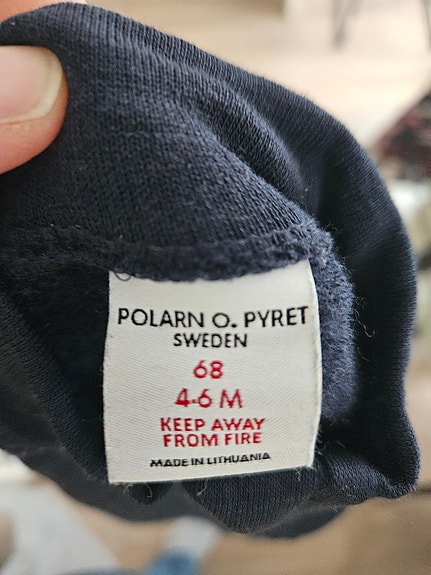 POLARN O. PYRET
SWEDEN
68
4-6 M
KEEP AWAY
FROM FIRE
MADE IN LITHUANIA